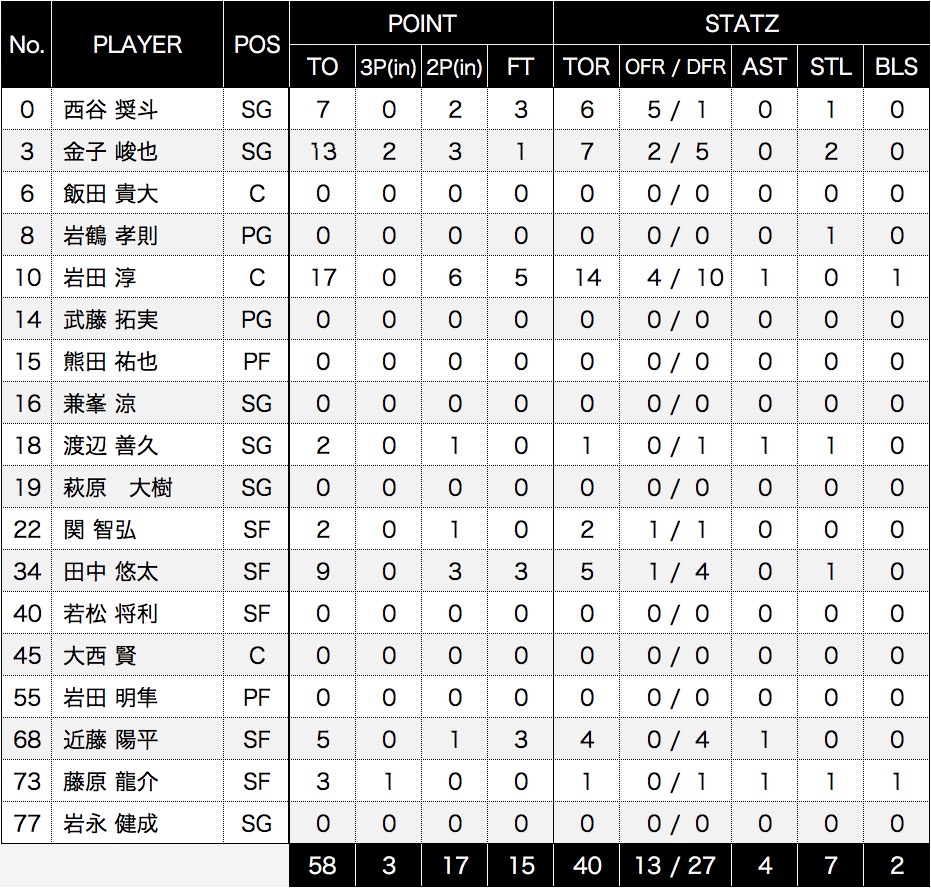 No. PLAYER POS POINT STATZ
TO 3P(in) 2P(in) FT TOR OFR / DFR AST STL BLS
0 西谷 奨斗 SG 7 0 2 3 6 5 / 1 0 1 0
3 金子 峻也 SG 13 2 3 1 7 2 / 5 0 2 0
6 飯田 貴大 C 0 0 0 0 0 0 / 0 0 0 0
8 岩鶴 孝則 PG 0 0 0 0 0 0 / 0 0 1 0
10 岩田 淳 C 17 0 6 5 14 4 / 10 1 0 1
14 武藤 拓実 PG 0 0 0 0 0 0 / 0 0 0 0
15 熊田 祐也 PF 0 0 0 0 0 0 / 0 0 0 0
16 兼峯 涼 SG 0 0 0 0 0 0 / 0 0 0 0
18 渡辺 善久 SG 2 0 1 0 1 0 / 1 1 1 0
19 萩原　大樹 SG 0 0 0 0 0 0 / 0 0 0 0
22 関 智弘 SF 2 0 1 0 2 1 / 1 0 0 0
34 田中 悠太 SF 9 0 3 3 5 1 / 4 0 1 0
40 若松 将利 SF 0 0 0 0 0 0 / 0 0 0 0
45 大西 賢 C 0 0 0 0 0 0 / 0 0 0 0
55 岩田 明隼 PF 0 0 0 0 0 0 / 0 0 0 0
68 近藤 陽平 SF 5 0 1 3 4 0 / 4 1 0 0
73 藤原 龍介 SF 3 1 0 0 1 0 / 1 1 1 1
77 岩永 健成 SG 0 0 0 0 0 0 / 0 0 0 0
58 3 17 15 40 13 / 27 4 7 2